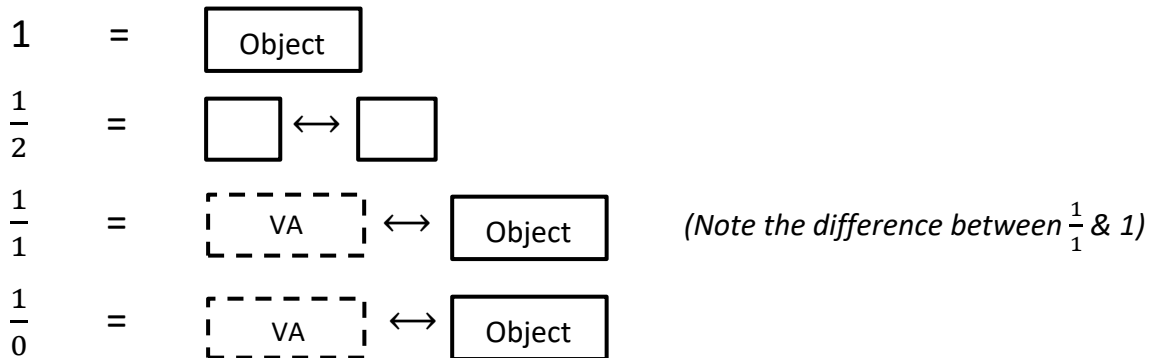 1 = Object
1/2 = ↔
1/1 = VA ↔ Object (Note the difference between 1/1 & 1)
1/0 = VA ↔ Object